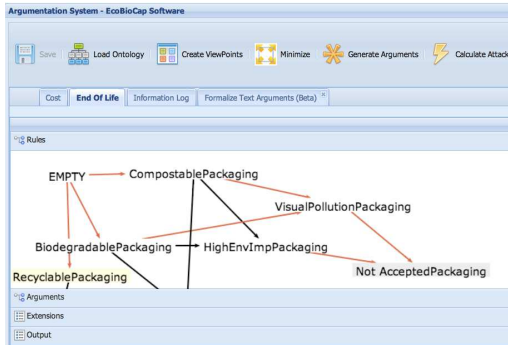 Argumentation System - EcoBioCap Software
Save Load Ontology Create ViewPoints Minimize Generate Arguments Calculate Attack
Cost End Of Life Information Log Formalize Text Arguments (Beta)
Rules
EMPTY CompostablePackaging
VisualPollutionPackaging
BiodegradablePackaging HighEnvImpPackaging
Not AcceptedPackaging
RecyclablePackaging
Arguments
Extensions
Output